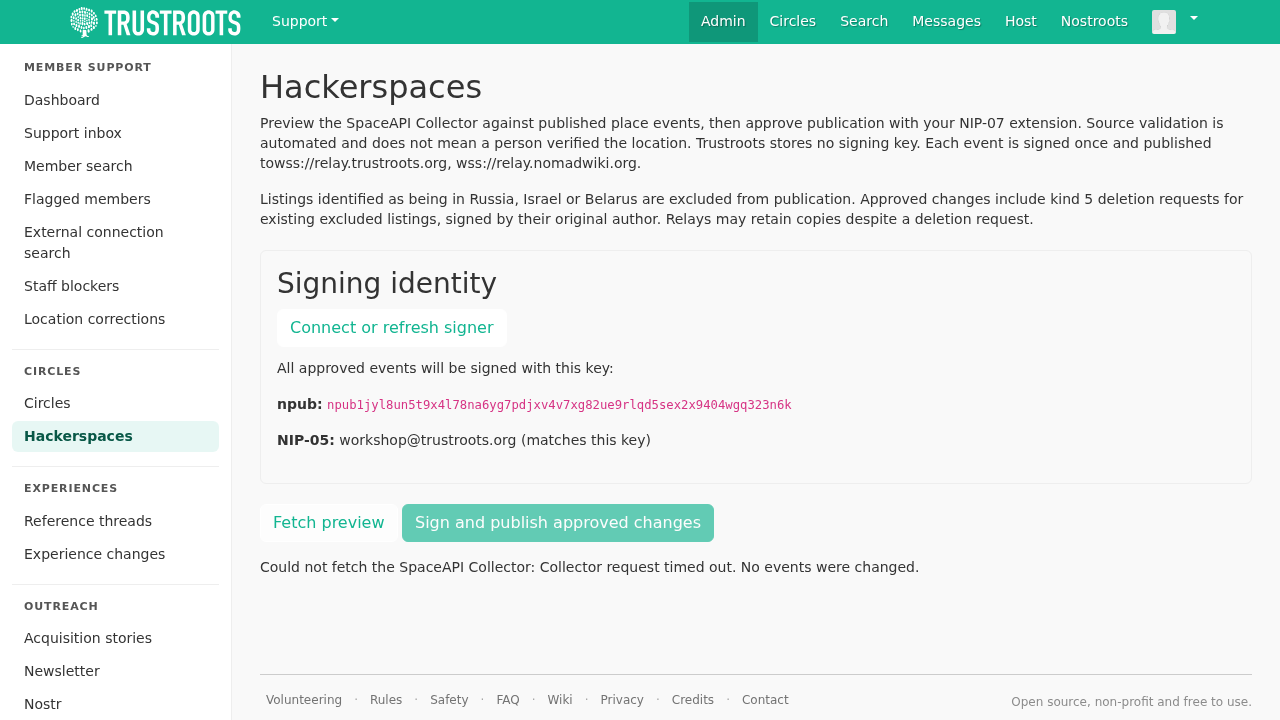 TRUSTROOTS
Support
Admin
Circles
Search
Messages
Host
Nostroots
MEMBER SUPPORT
Dashboard
Support inbox
Member search
Flagged members
External connection
search
Staff blockers
Location corrections
CIRCLES
Circles
Hackerspaces
EXPERIENCES
Reference threads
Experience changes
OUTREACH
Acquisition stories
Newsletter
Nostr
Hackerspaces
Preview the SpaceAPI Collector against published place events, then approve publication with your NIP-07 extension. Source validation is
automated and does not mean a person verified the location. Trustroots stores no signing key. Each event is signed once and published
towss://relay.trustroots.org, wss://relay.nomadwiki.org.
Listings identified as being in Russia, Israel or Belarus are excluded from publication. Approved changes include kind 5 deletion requests for
existing excluded listings, signed by their original author. Relays may retain copies despite a deletion request.
Signing identity
Connect or refresh signer
All approved events will be signed with this key:
npub: npub1jyl8un5t9x4l78na6yg7pdjxv4v7xg82ue9rlqd5sex2x9404wgq323n6k
NIP-05: workshop@trustroots.org (matches this key)
Fetch preview
Sign and publish approved changes
Could not fetch the SpaceAPI Collector: Collector request timed out. No events were changed.
Volunteering · Rules · Safety · FAQ · Wiki · Privacy · Credits · Contact
Open source, non-profit and free to use.